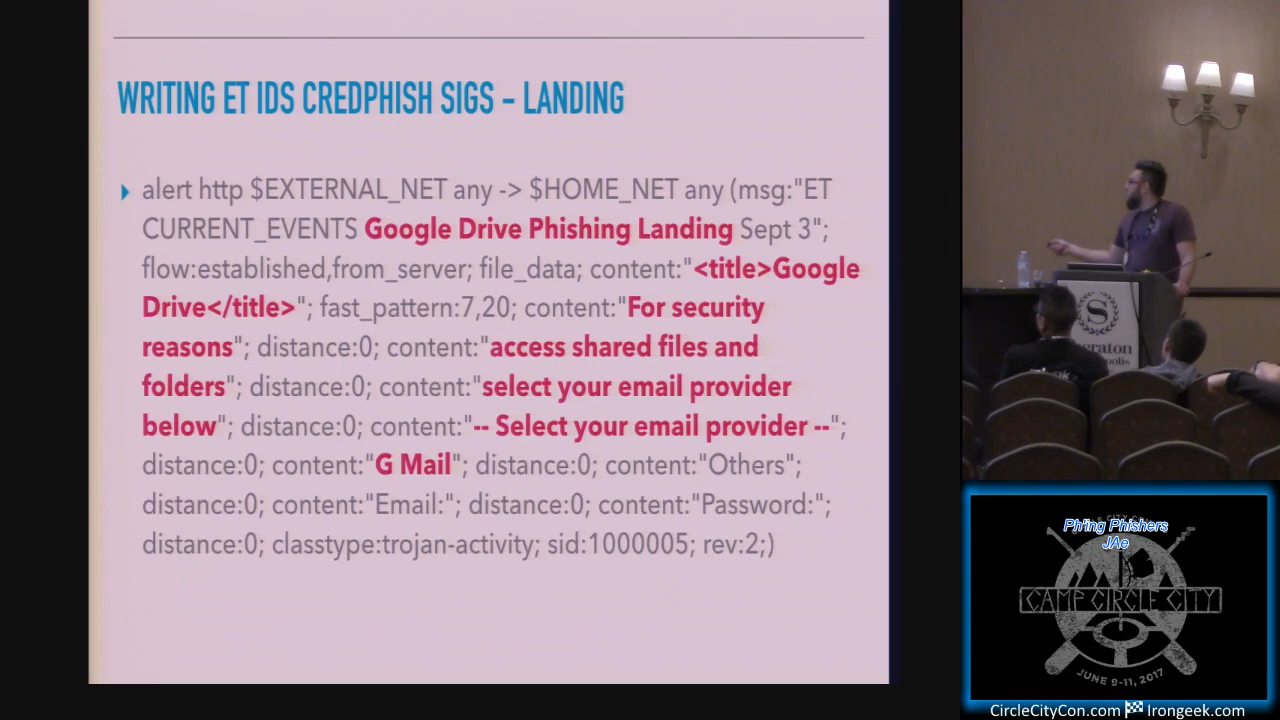 WRITING ET IDS CREDPHISH SIGS – LANDING
alert http $EXTERNAL_NET any -> $HOME_NET any (msg:"ET
CURRENT_EVENTS Google Drive Phishing Landing Sept 3";
flow:established,from_server; file_data; content:"<title>Google
Drive</title>"; fast_pattern:7,20; content:"For security
reasons"; distance:0; content:"access shared files and
folders"; distance:0; content:"select your email provider
below"; distance:0; content:"-- Select your email provider --";
distance:0; content:"G Mail"; distance:0; content:"Others";
distance:0; content:"Email:"; distance:0; content:"Password:";
distance:0; classtype:trojan-activity; sid:1000005; rev:2;)
S
Ph'ing Phishers
JAe
CAMP CIRCLE CITY
JUNE 9-11, 2017
CircleCityCon.com Irongeek.com